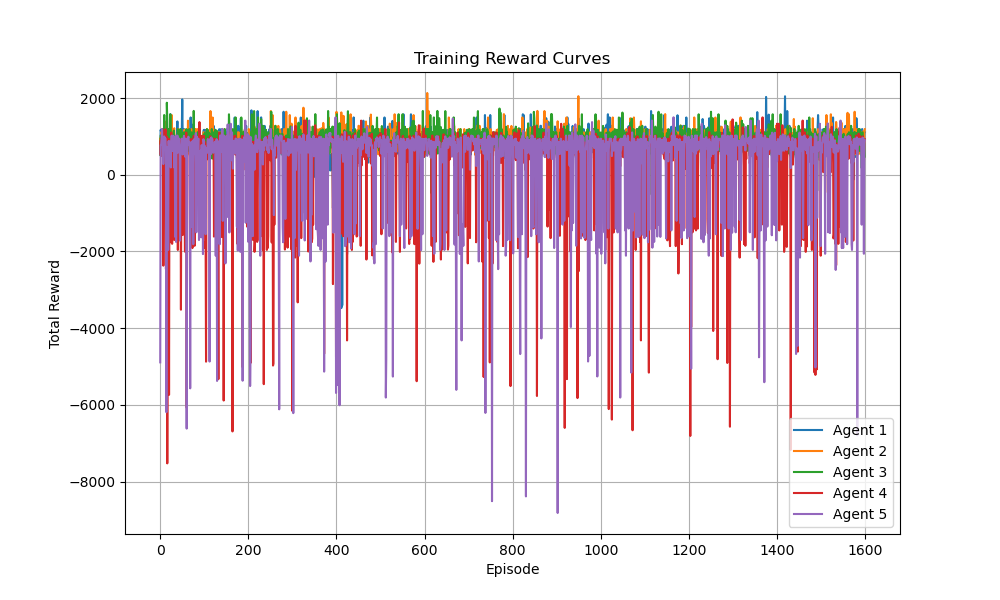 Training Reward Curves
Total Reward
2000
0
−2000
−4000
−6000
−8000
Agent 1
Agent 2
Agent 3
Agent 4
Agent 5
0 200 400 600 800 1000 1200 1400 1600
Episode